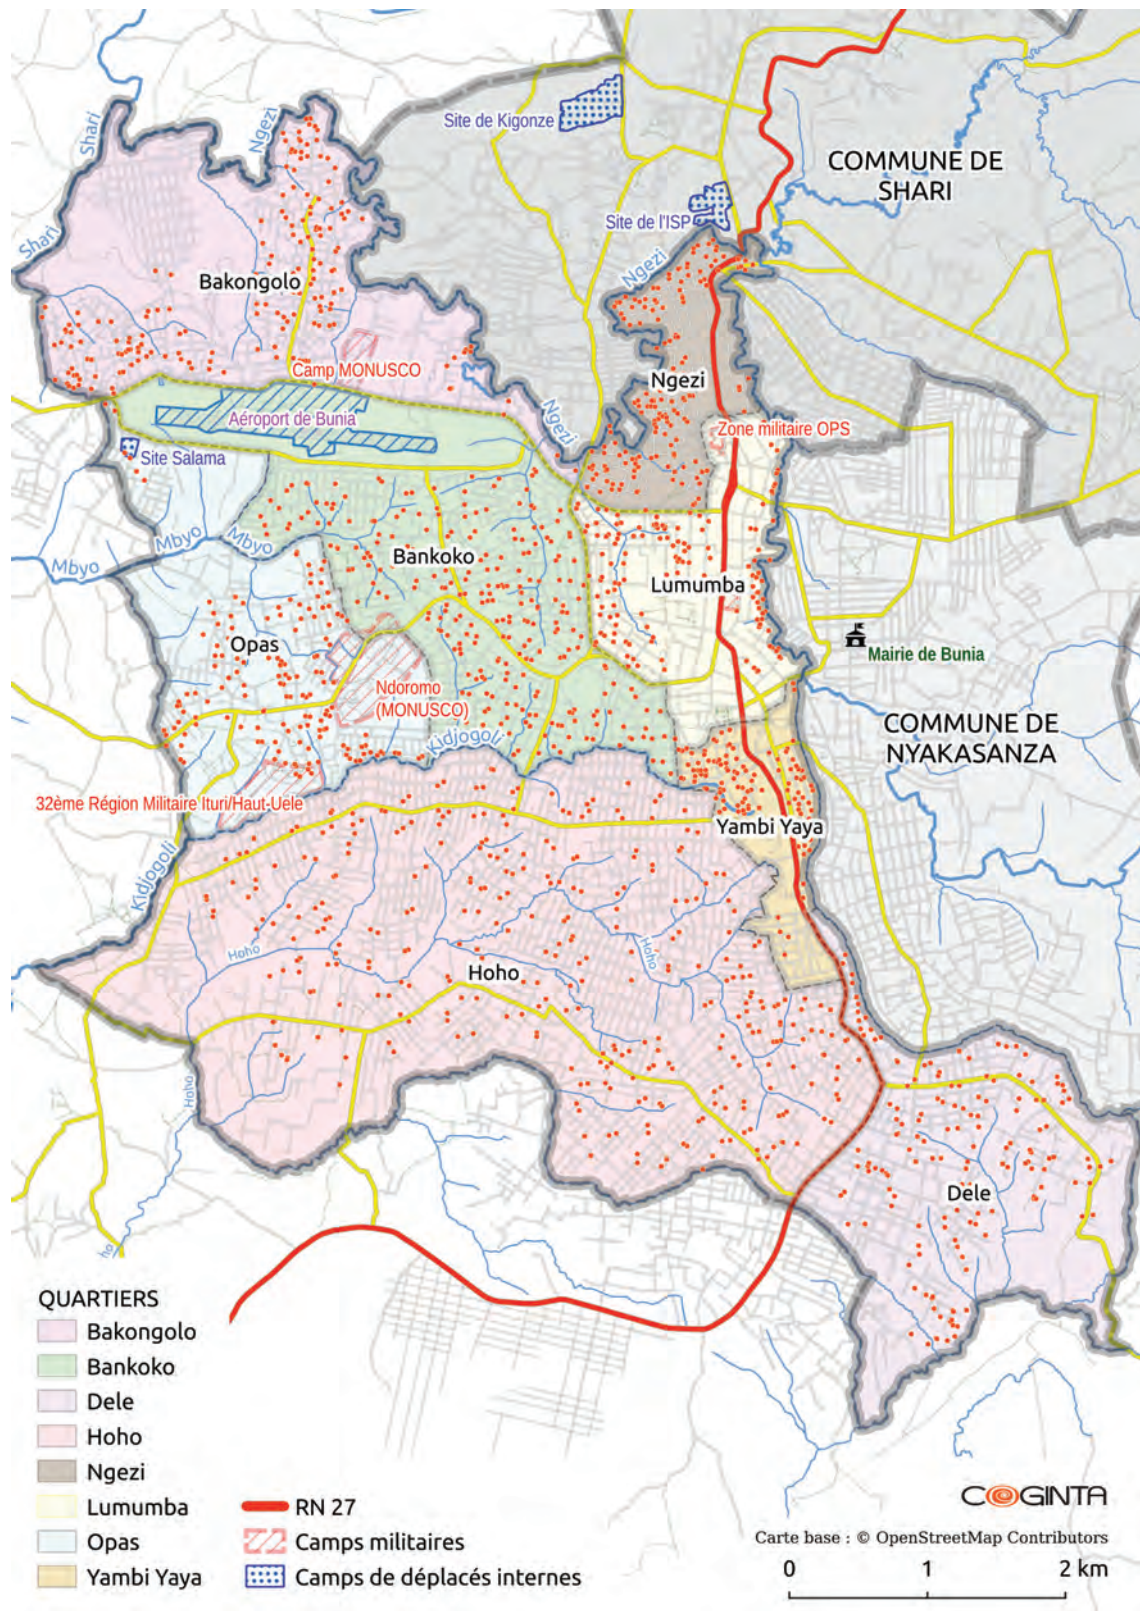 Site de Kigonze
Shari
Ngezi
COMMUNE DE
SHARI
Site de l'ISP
Shari
Ngezi
Bakongolo
Camp MONUSCO
Ngezi
Aéroport de Bunia
Ngezi
Zone militaire OPS
Site Salama
Mbyo
Mbyo
Mbyo
Bankoko
Lumumba
Opas
Mairie de Bunia
Ndoromo
(MONUSCO)
Kidjogoli
COMMUNE DE
NYAKASANZA
32ème Région Militaire Ituri/Haut-Uele
Yambi Yaya
Kidjogoli
Hoho
Hoho
Hoho
Hoho
Dele
ho
QUARTIERS
Bakongolo
Bankoko
Dele
Hoho
Ngezi
Lumumba
Opas
Yambi Yaya
RN 27
Camps militaires
Camps de déplacés internes
COGINTA
Carte base : © OpenStreetMap Contributors
0 1 2 km